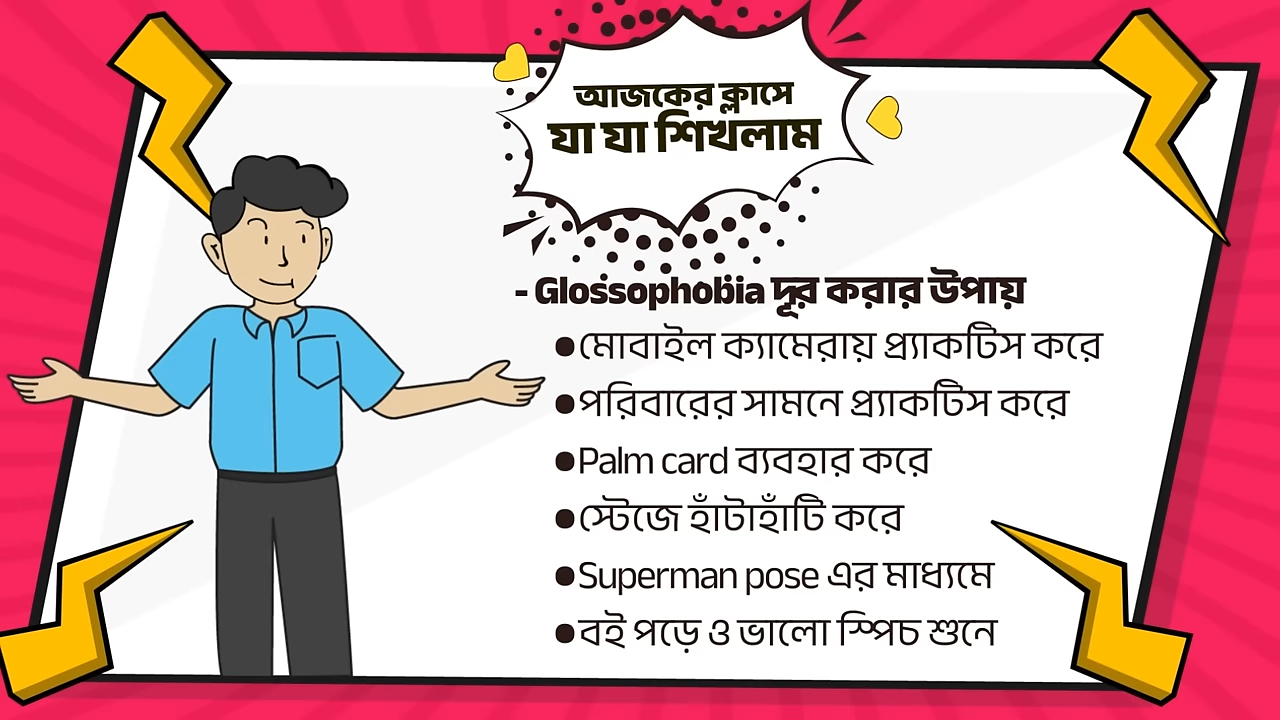 আজকের ক্লাসে
যা যা শিখলাম
- Glossophobia দূর করার উপায়
●মোবাইল ক্যামেরায় প্র্যাকটিস করে
●পরিবারের সামনে প্র্যাকটিস করে
●Palm card ব্যবহার করে
●স্টেজে হাঁটাহাঁটি করে
●Superman pose এর মাধ্যমে
●বই পড়ে ও ভালো স্পিচ শুনে